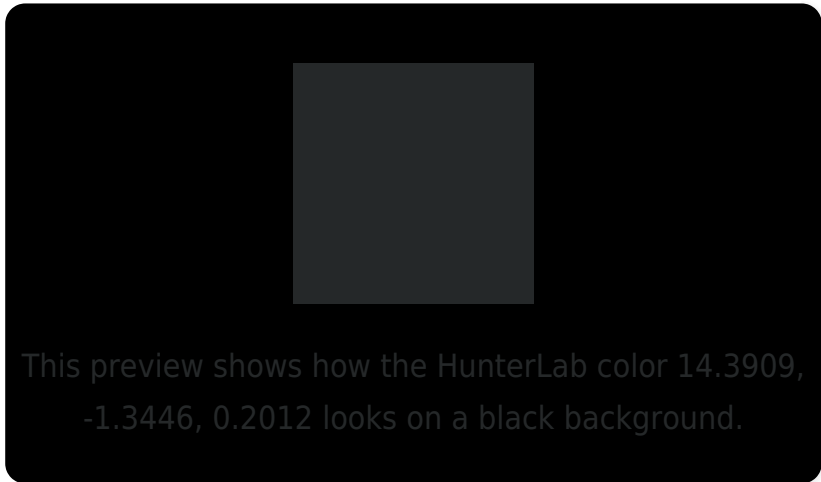 This preview shows how the HunterLab color 14.3909,
-1.3446, 0.2012 looks on a black background.